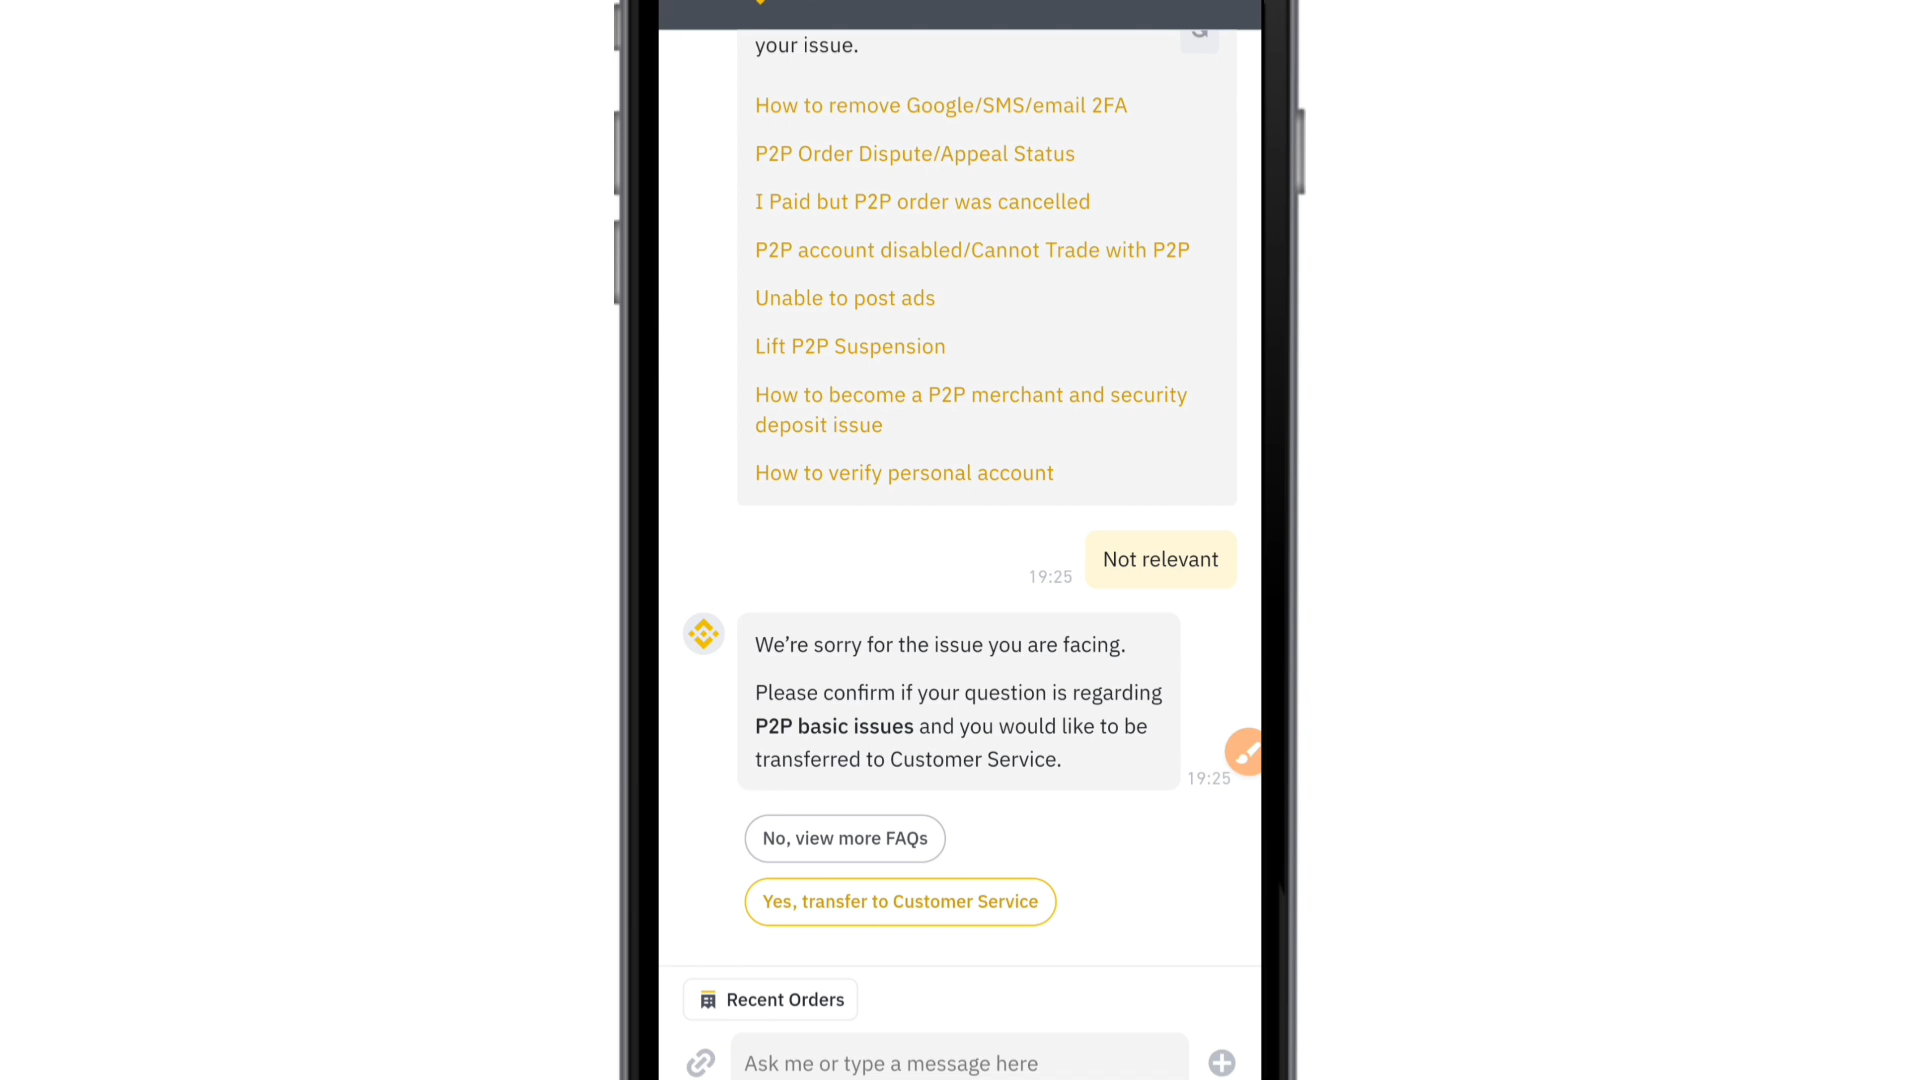 your issue.
How to remove Google/SMS/email 2FA
P2P Order Dispute/Appeal Status
I Paid but P2P order was cancelled
P2P account disabled/Cannot Trade with P2P
Unable to post ads
Lift P2P Suspension
How to become a P2P merchant and security
deposit issue
How to verify personal account
Not relevant
19:25
We’re sorry for the issue you are facing.
Please confirm if your question is regarding
P2P basic issues and you would like to be
transferred to Customer Service.
19:25
No, view more FAQs
Yes, transfer to Customer Service
Recent Orders
Ask me or type a message here